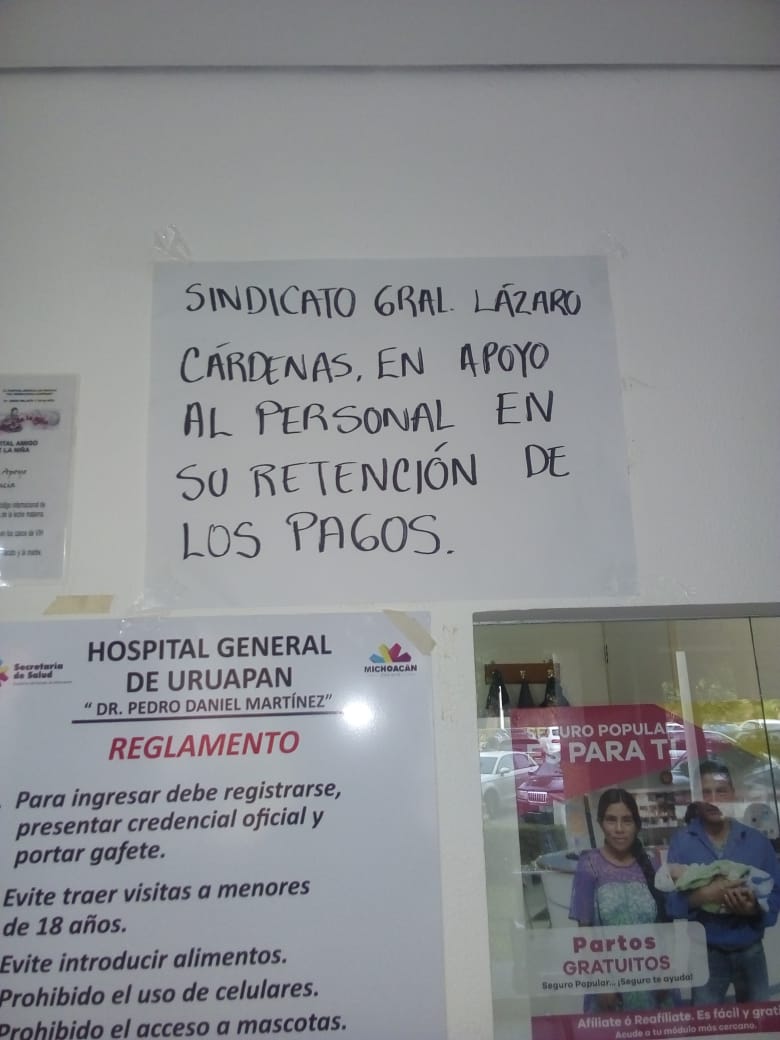 SINDICATO GRAL. LÁZARO
CÁRDENAS, EN APOYO
AL PERSONAL EN
SU RETENCIÓN DE
LOS PAGOS.
HOSPITAL GENERAL
DE URUAPAN
“ DR. PEDRO DANIEL MARTÍNEZ”
Secretaría
de Salud
MICHOACÁN
REGLAMENTO
Para ingresar debe registrarse,
presentar credencial oficial y
portar gafete.
Evite traer visitas a menores
de 18 años.
Evite introducir alimentos.
Prohibido el uso de celulares.
Prohibido el acceso a mascotas.
SEGURO POPULAR
ES PARA TI
Partos
GRATUITOS
Seguro Popular... ¡Seguro te ayuda!
Afíliate ó Reafíliate. Es fácil y grati
Acude a tu módulo más cercano.